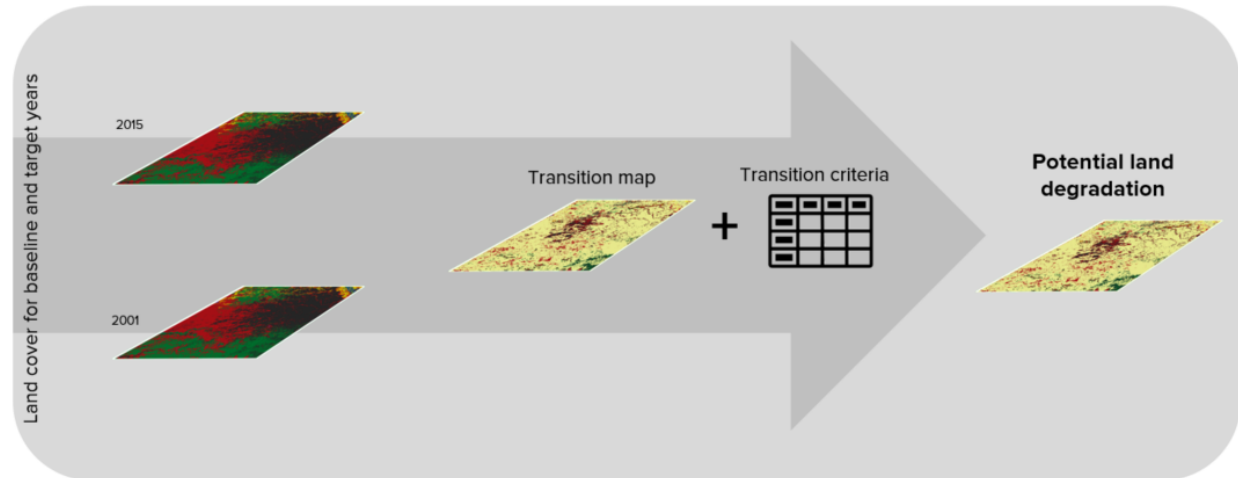 Land cover for baseline and target years
2015
2001
Transition map
Transition criteria
Potential land
degradation